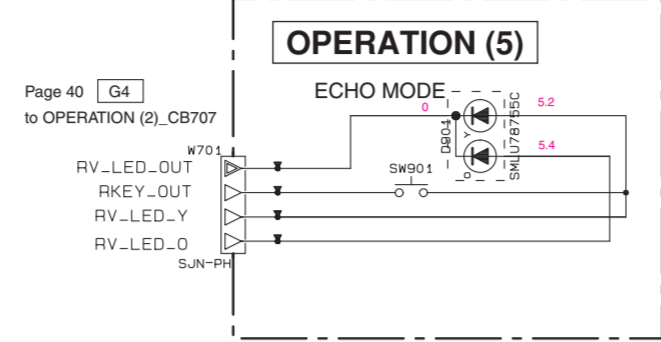 OPERATION (5)
Page 40 G4
to OPERATION (2)_CB707
ECHO MODE
0
5.2
5.4
D904
Y
O
SMLU78755C
W701
SW901
RV_LED_OUT
RKEY_OUT
RV_LED_Y
RV_LED_O
SJN-PH